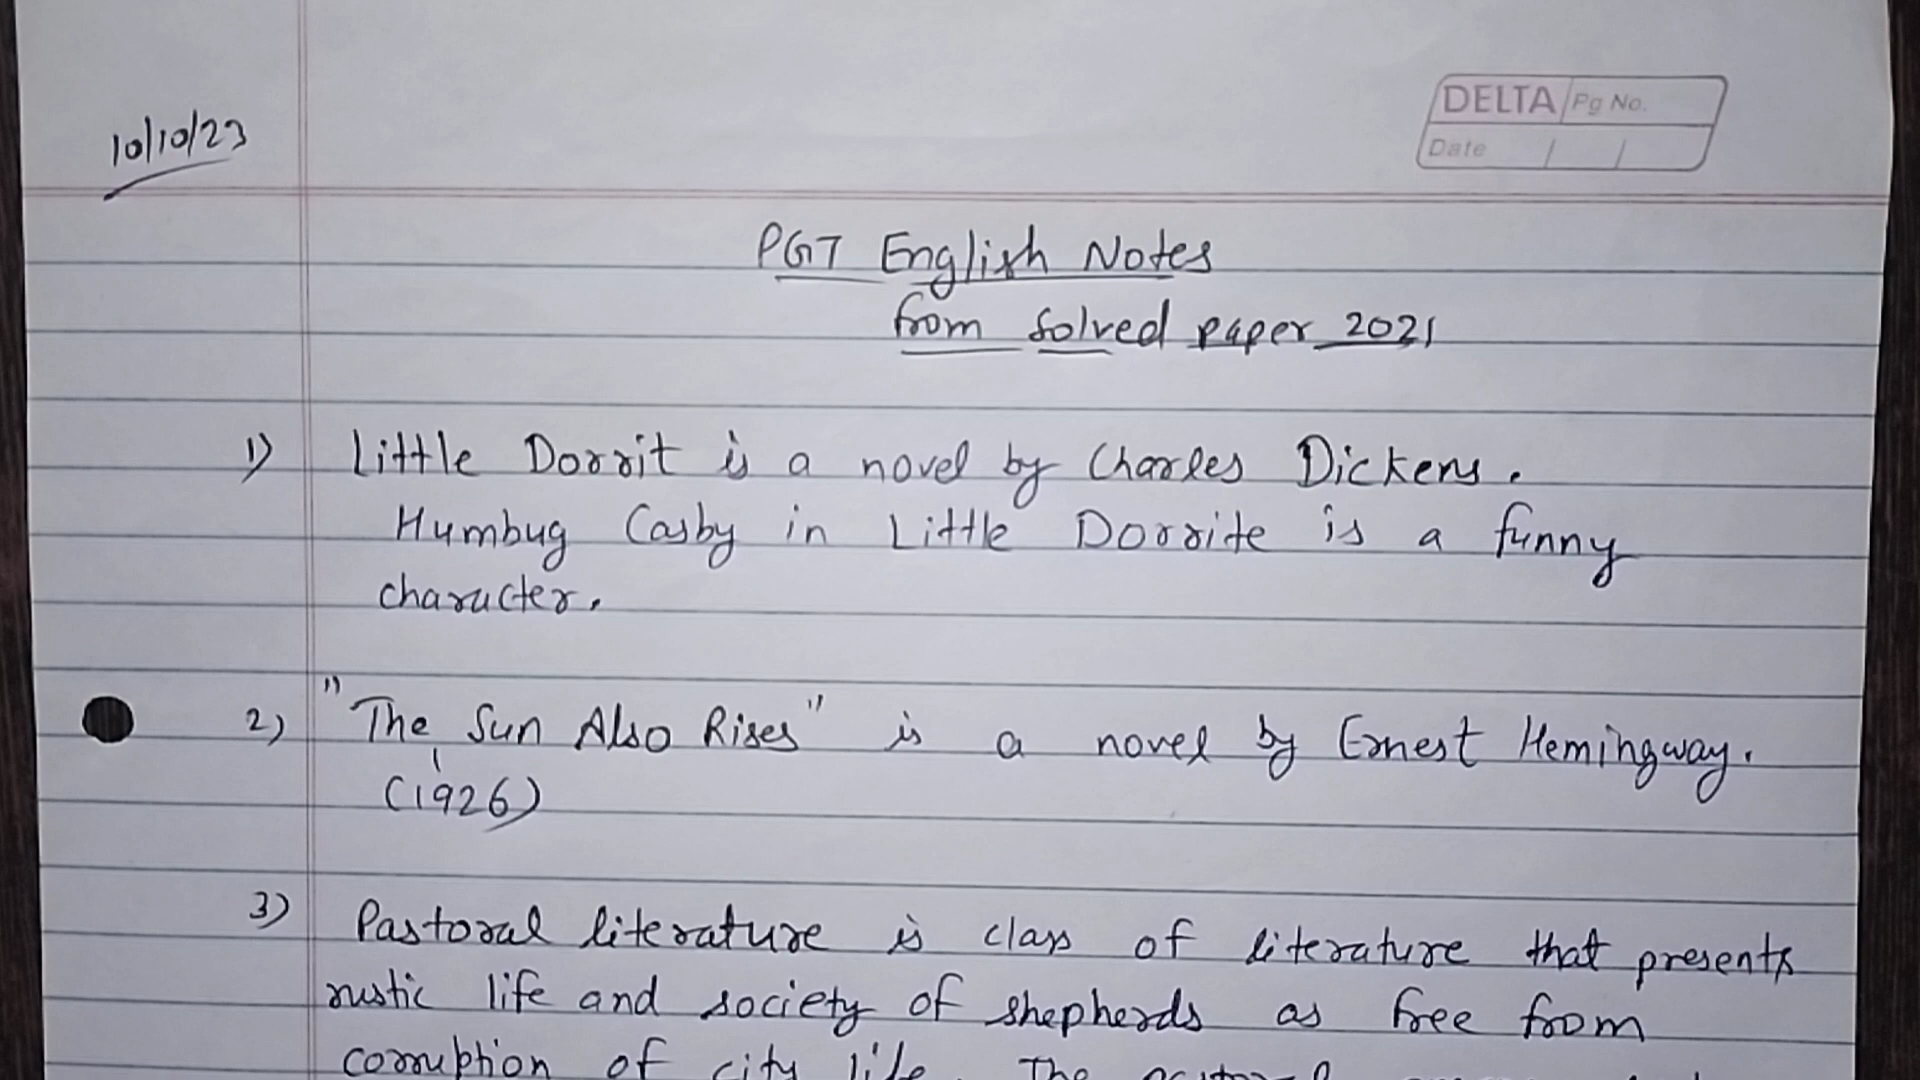 10/10/23
DELTA Pg No.
Date / /
PGT English Notes
from solved paper 2021
1) Little Dorrit is a novel by Charles Dickens.
Humbug Casby in Little Dorrite is a funny
character.
2) "The Sun Also Rises" is a novel by Ernest Hemingway.
(1926)
3) Pastoral literature is class of literature that presents
rustic life and society of shepherds as free from
corruption of city life. The